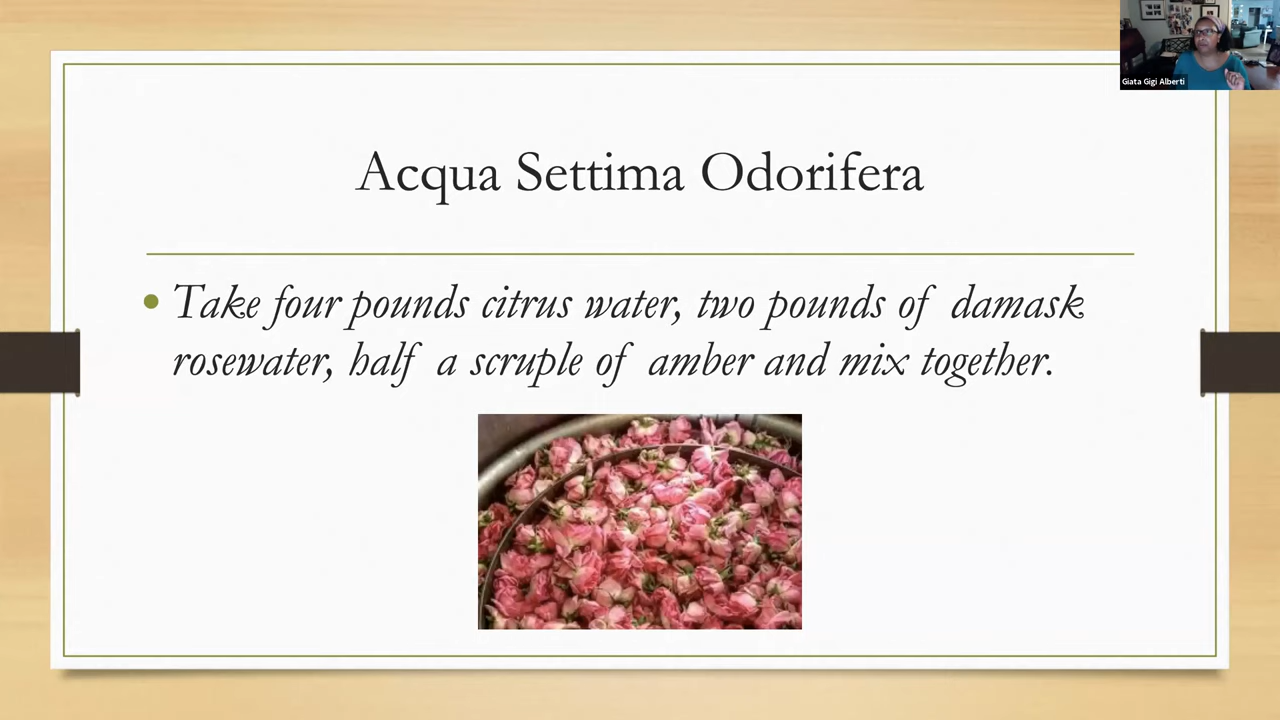 Giata Gigi Alberti
Acqua Settima Odorifera
Take four pounds citrus water, two pounds of damask
rosewater, half a scruple of amber and mix together.